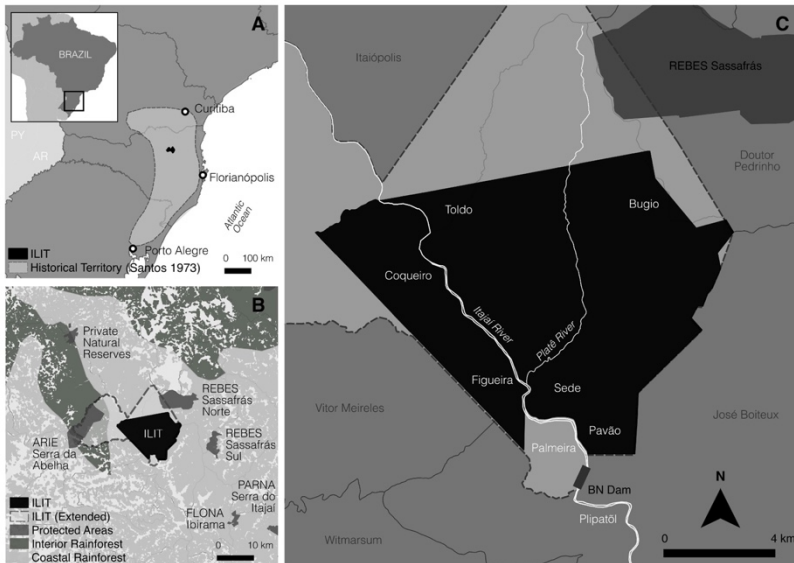 A
BRAZIL
PY
AR
Curitiba
Florianópolis
Atlantic
Ocean
Porto Alegre
ILIT
Historical Territory (Santos 1973)
100 km
B
Private
Natural
Reserves
REBES
Sassafrás
Norte
ILIT
REBES
Sassafrás
Sul
ARIE
Serra da
Abelha
PARNA
Serra do
Itajaí
FLONA
Ibirama
ILIT
ILIT (Extended)
Protected Areas
Interior Rainforest
Coastal Rainforest
10 km
C
Itaiópolis
REBES Sassafrás
Doutor
Pedrinho
Toldo
Bugio
Coqueiro
Itajaí River
Platê River
Figueira
Sede
Vitor Meireles
José Boiteux
Pavão
Palmeira
BN Dam
Plipatõl
Witmarsum
N
0
4 km